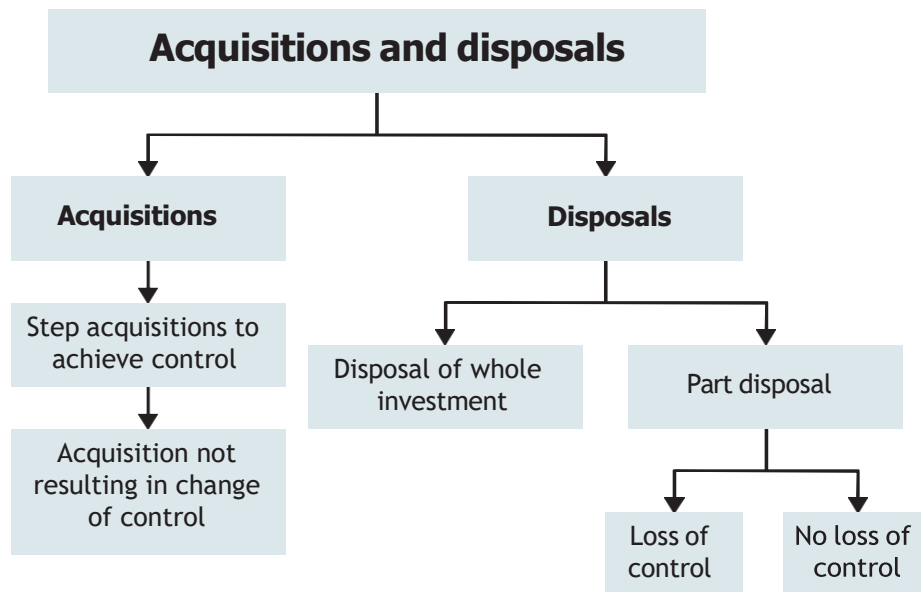 Acquisitions and disposals
Acquisitions
Disposals
Step acquisitions to
achieve control
Disposal of whole
investment
Part disposal
Acquisition not
resulting in change
of control
Loss of
control
No loss of
control